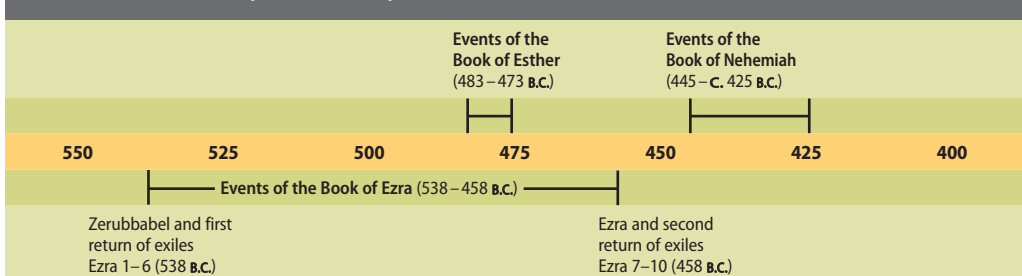 Events of the
Book of Esther
(483–473 B.C.)
Events of the
Book of Nehemiah
(445–C. 425 B.C.)
550 525 500 475 450 425 400
Events of the Book of Ezra (538–458 B.C.)
Zerubbabel and first
return of exiles
Ezra 1–6 (538 B.C.)
Ezra and second
return of exiles
Ezra 7–10 (458 B.C.)